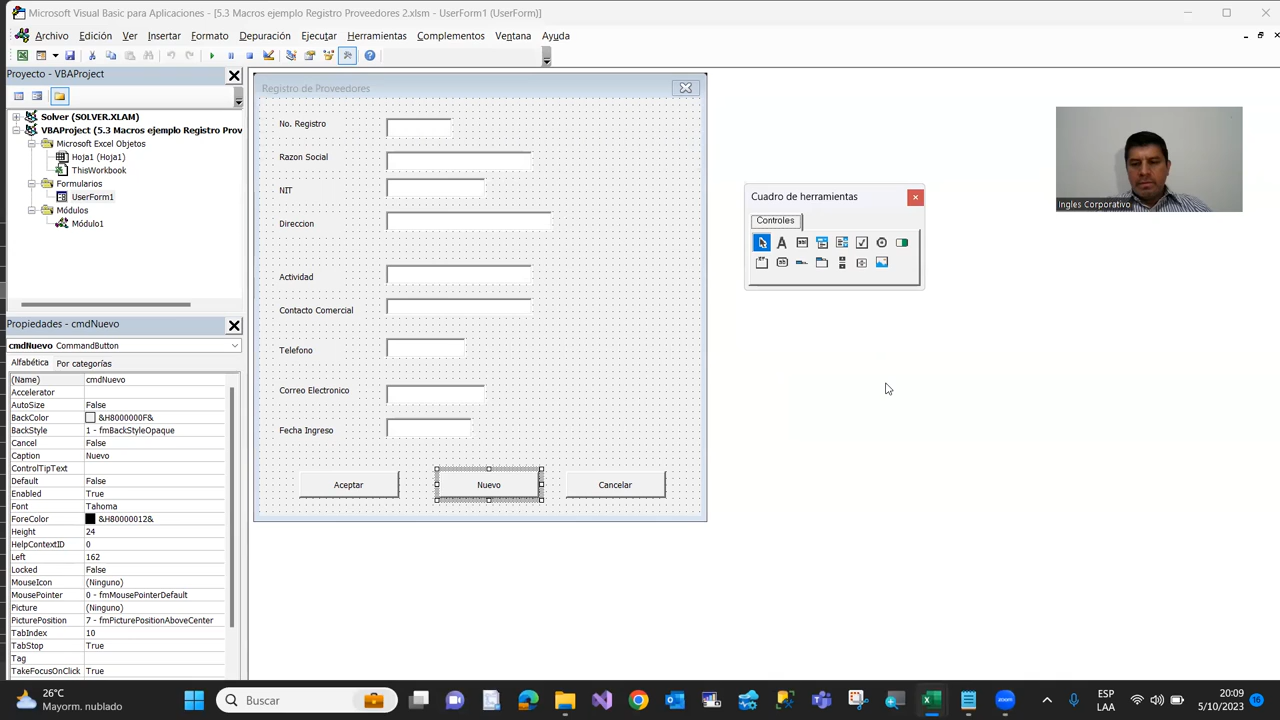 Microsoft Visual Basic para Aplicaciones - [5.3 Macros ejemplo Registro Proveedores 2.xlsm - UserForm1 (UserForm)]
Archivo Edición Ver Insertar Formato Depuración Ejecutar Herramientas Complementos Ventana Ayuda
Proyecto - VBAProject
Solver (SOLVER.XLAM)
VBAProject (5.3 Macros ejemplo Registro Prov
Microsoft Excel Objetos
Hoja1 (Hoja1)
ThisWorkbook
Formularios
UserForm1
Módulos
Módulo1
Propiedades - cmdNuevo
cmdNuevo CommandButton
Alfabética Por categorías
(Name) cmdNuevo
Accelerator
AutoSize False
BackColor &H8000000F&
BackStyle 1 - fmBackStyleOpaque
Cancel False
Caption Nuevo
ControlTipText
Default False
Enabled True
Font Tahoma
ForeColor &H80000012&
Height 24
HelpContextID 0
Left 162
Locked False
MouseIcon (Ninguno)
MousePointer 0 - fmMousePointerDefault
Picture (Ninguno)
PicturePosition 7 - fmPicturePositionAboveCenter
TabIndex 10
TabStop True
Tag
TakeFocusOnClick True
Registro de Proveedores
No. Registro
Razon Social
NIT
Direccion
Actividad
Contacto Comercial
Telefono
Correo Electronico
Fecha Ingreso
Aceptar Nuevo Cancelar
Cuadro de herramientas
Controles
Ingles Corporativo
26°C
Mayorm. nublado
Buscar
ESP
LAA
20:09
5/10/2023